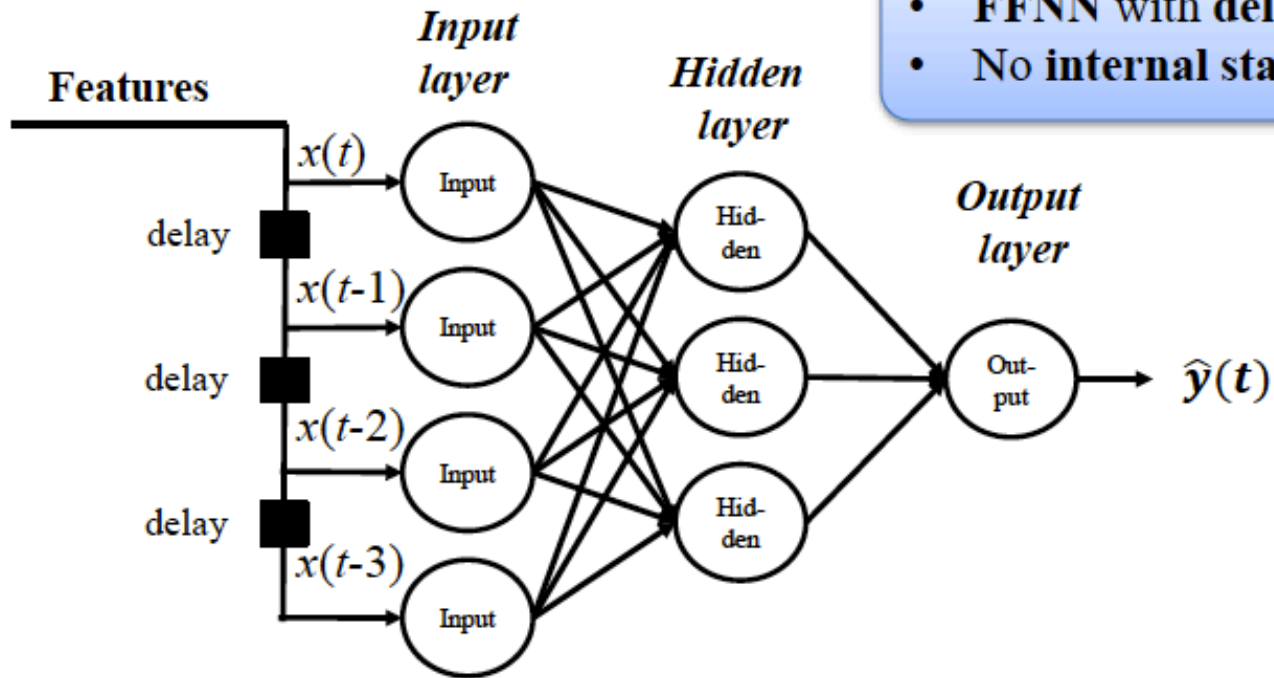 • FFNN with
• No internal
Input
layer
Features
Hidden
layer
x(t)
Input
Output
layer
Hid-
den
delay
x(t-1)
Input
Hid-
den
Out-
put
ŷ(t)
delay
x(t-2)
Input
Hid-
den
delay
x(t-3)
Input